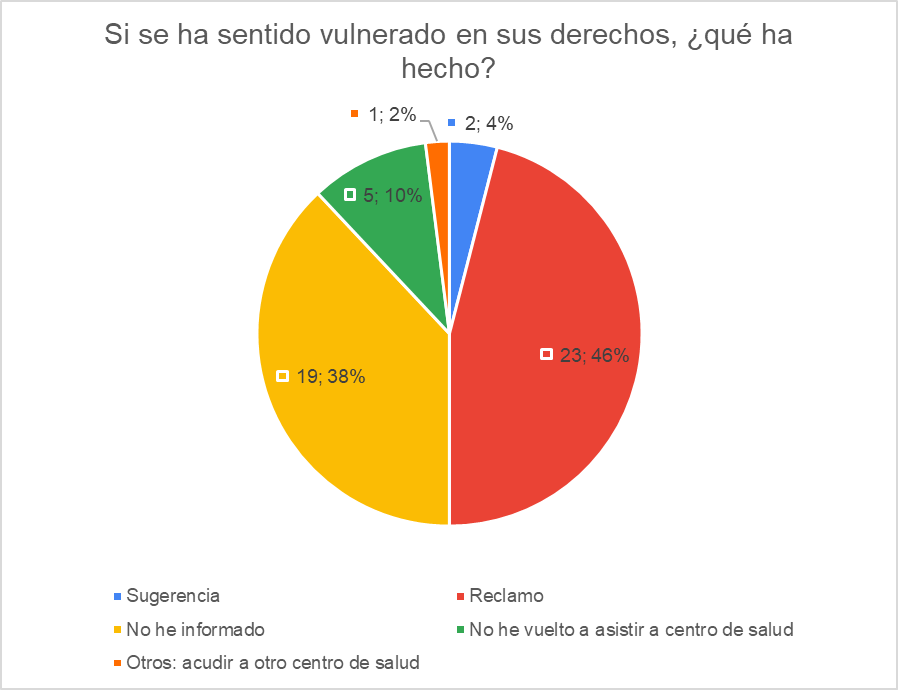 Si se ha sentido vulnerado en sus derechos, ¿qué ha
hecho?
1; 2%
2; 4%
5; 10%
23; 46%
19; 38%
Sugerencia
Reclamo
No he informado
No he vuelto a asistir a centro de salud
Otros: acudir a otro centro de salud